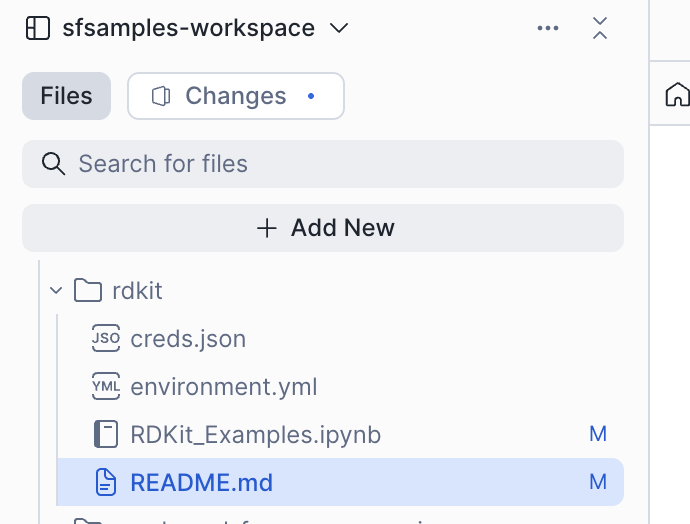 sfsamples-workspace
Files
Changes
Search for files
Add New
rdkit
JSO creds.json
YML environment.yml
RDKit_Examples.ipynb M
README.md M